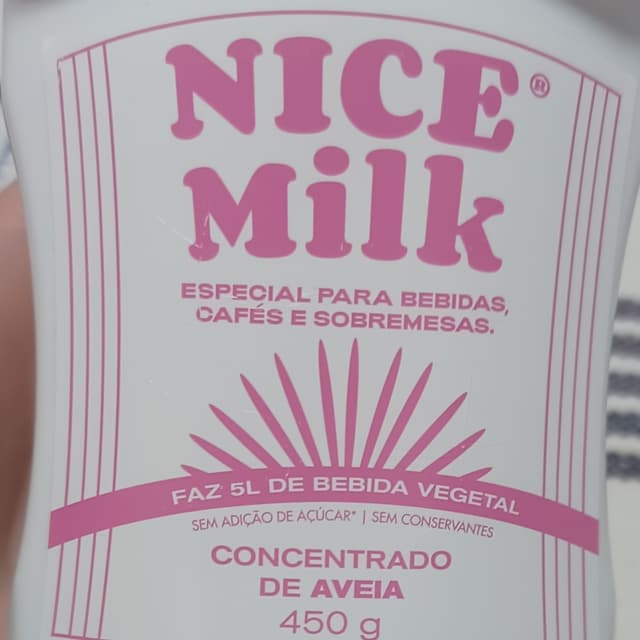 NICE®
Milk
ESPECIAL PARA BEBIDAS,
CAFÉS E SOBREMESAS.
FAZ 5L DE BEBIDA VEGETAL
SEM ADIÇÃO DE AÇÚCAR* | SEM CONSERVANTES
CONCENTRADO
DE AVEIA
450 g